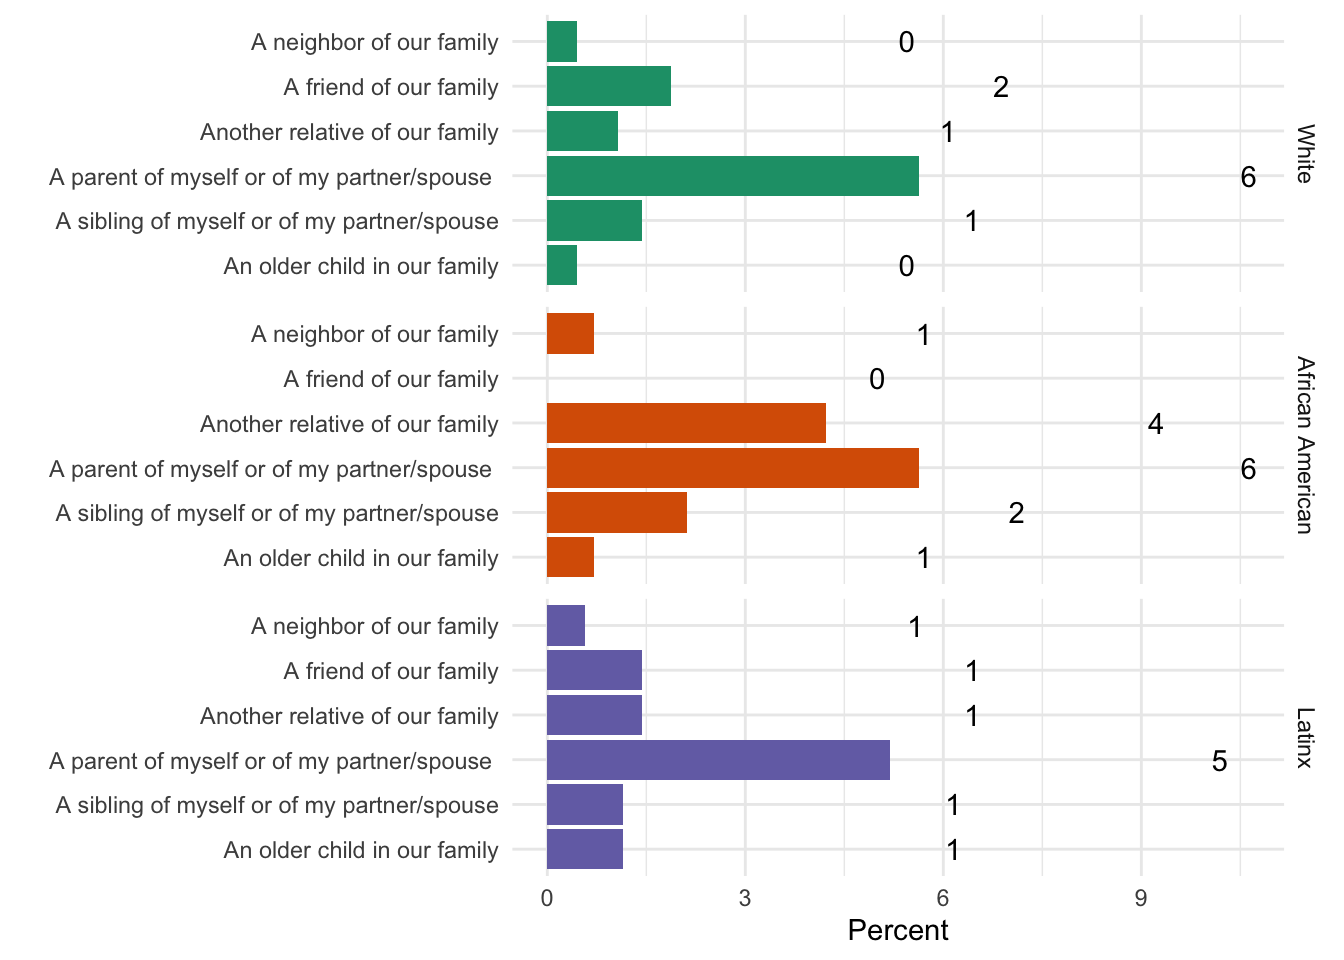 A neighbor of our family 0
A friend of our family 2
Another relative of our family 1
A parent of myself or of my partner/spouse 6
A sibling of myself or of my partner/spouse 1
An older child in our family 0
White
A neighbor of our family 1
A friend of our family 0
Another relative of our family 4
A parent of myself or of my partner/spouse 6
A sibling of myself or of my partner/spouse 2
An older child in our family 1
African American
A neighbor of our family 1
A friend of our family 1
Another relative of our family 1
A parent of myself or of my partner/spouse 5
A sibling of myself or of my partner/spouse 1
An older child in our family 1
Latinx
0 3 6 9
Percent